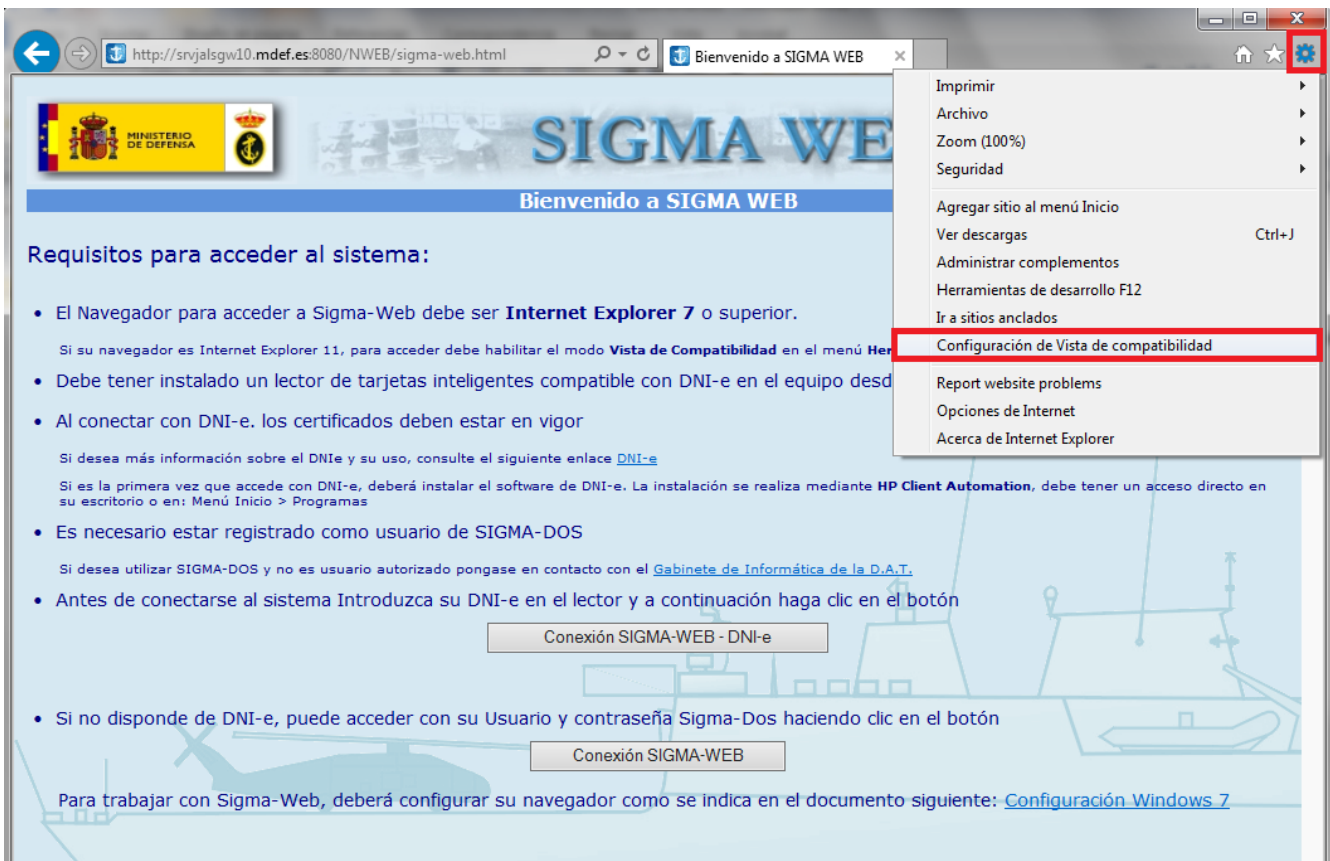 http://srvjalsgw10.mdef.es:8080/NWEB/sigma-web.html
Bienvenido a SIGMA WEB
MINISTERIO
DE DEFENSA
SIGMA WE
Bienvenido a SIGMA WEB
Imprimir
Archivo
Zoom (100%)
Seguridad
Agregar sitio al menú Inicio
Ver descargas Ctrl+J
Administrar complementos
Herramientas de desarrollo F12
Ir a sitios anclados
Configuración de Vista de compatibilidad
Report website problems
Opciones de Internet
Acerca de Internet Explorer
Requisitos para acceder al sistema:
• El Navegador para acceder a Sigma-Web debe ser Internet Explorer 7 o superior.
Si su navegador es Internet Explorer 11, para acceder debe habilitar el modo Vista de Compatibilidad en el menú Her
• Debe tener instalado un lector de tarjetas inteligentes compatible con DNI-e en el equipo desd
• Al conectar con DNI-e. los certificados deben estar en vigor
Si desea más información sobre el DNIe y su uso, consulte el siguiente enlace DNI-e
Si es la primera vez que accede con DNI-e, deberá instalar el software de DNI-e. La instalación se realiza mediante HP Client Automation, debe tener un acceso directo en
su escritorio o en: Menú Inicio > Programas
• Es necesario estar registrado como usuario de SIGMA-DOS
Si desea utilizar SIGMA-DOS y no es usuario autorizado pongase en contacto con el Gabinete de Informática de la D.A.T.
• Antes de conectarse al sistema Introduzca su DNI-e en el lector y a continuación haga clic en el botón
Conexión SIGMA-WEB - DNI-e
• Si no disponde de DNI-e, puede acceder con su Usuario y contraseña Sigma-Dos haciendo clic en el botón
Conexión SIGMA-WEB
Para trabajar con Sigma-Web, deberá configurar su navegador como se indica en el documento siguiente: Configuración Windows 7